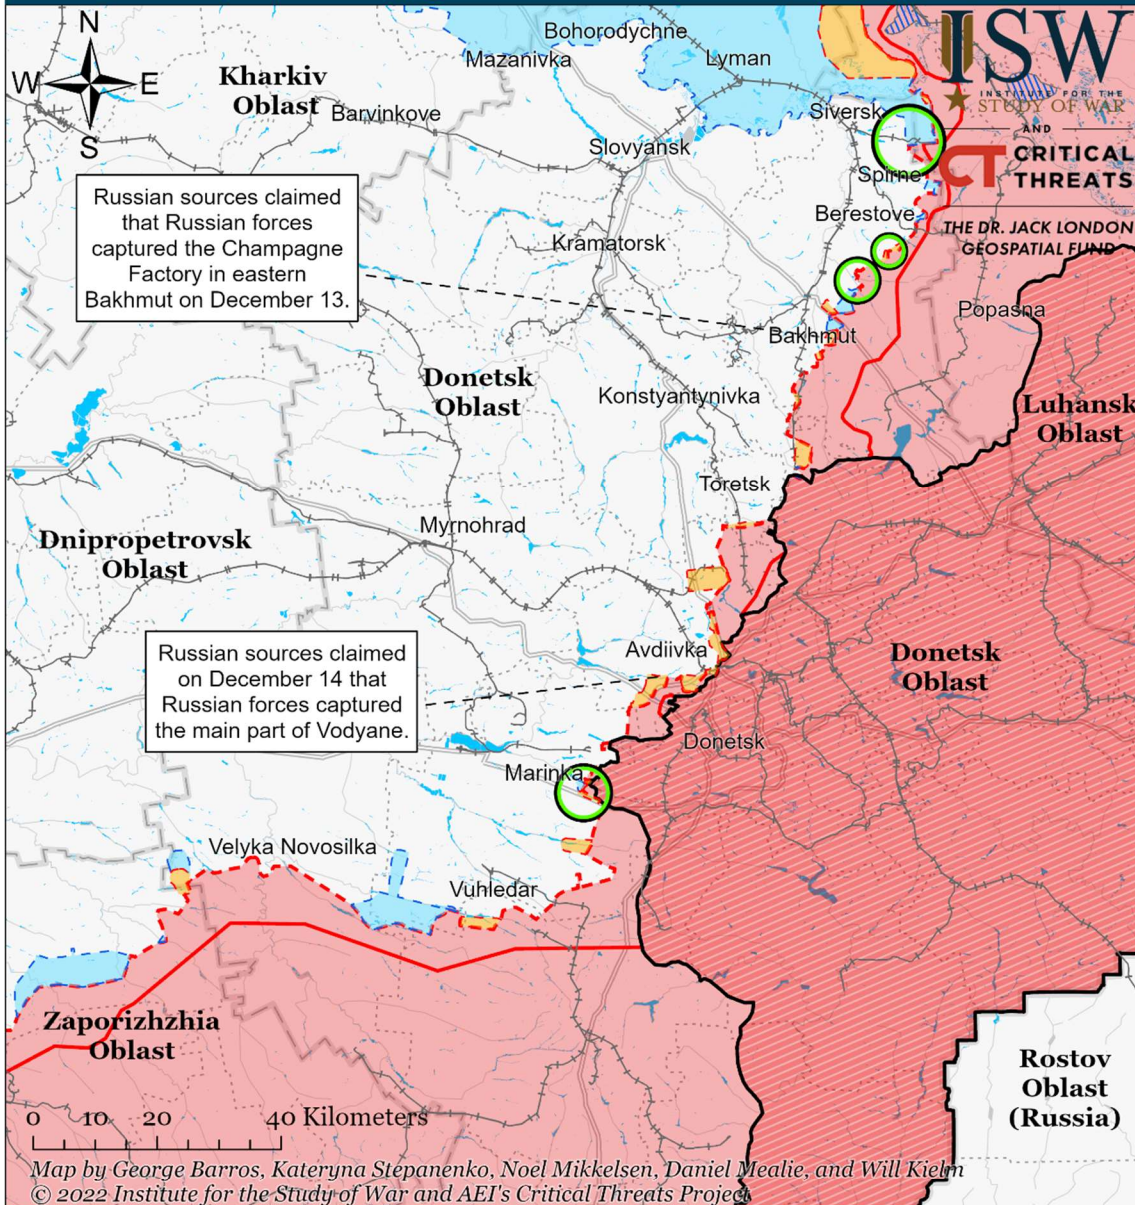 N
W E
S
Bohorodychne
Mazanivka
Lyman
ISW
INSTITUTE FOR THE
STUDY OF WAR
AND
CT CRITICAL
THREATS
THE DR. JACK LONDON
GEOSPATIAL FUND
Kharkiv
Oblast
Barvinkove
Siversk
Slovyansk
Spirne
Berestove
Russian sources claimed
that Russian forces
captured the Champagne
Factory in eastern
Bakhmut on December 13.
Kramatorsk
Popasna
Bakhmut
Donetsk
Oblast
Konstyantynivka
Luhansk
Oblast
Toretsk
Myrnohrad
Dnipropetrovsk
Oblast
Russian sources claimed
on December 14 that
Russian forces captured
the main part of Vodyane.
Avdiivka
Donetsk
Oblast
Donetsk
Marinka
Velyka Novosilka
Vuhledar
Zaporizhzhia
Oblast
Rostov
Oblast
(Russia)
0 10 20 40 Kilometers
Map by George Barros, Kateryna Stepanenko, Noel Mikkelsen, Daniel Mealie, and Will Kielm
© 2022 Institute for the Study of War and AEI's Critical Threats Project